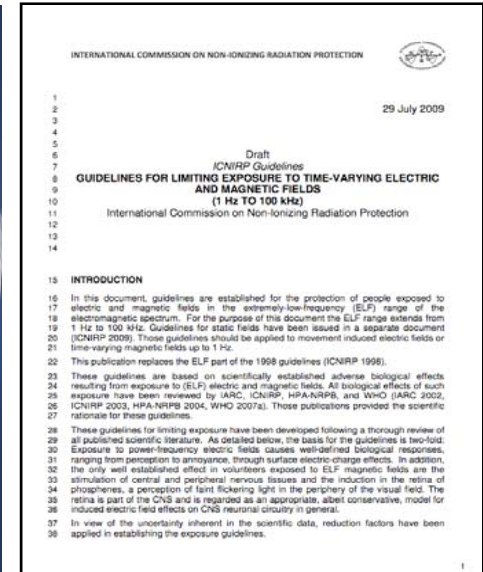 INTERNATIONAL COMMISSION ON NON-IONIZING RADIATION PROTECTION
1
2 29 July 2009
3
4
5
6 Draft
7 ICNIRP Guidelines
8 GUIDELINES FOR LIMITING EXPOSURE TO TIME-VARYING ELECTRIC
9 AND MAGNETIC FIELDS
10 (1 Hz TO 100 kHz)
11 International Commission on Non-Ionizing Radiation Protection
12
13
14
15 INTRODUCTION
16 In this document, guidelines are established for the protection of people exposed to
17 electric and magnetic fields in the extremely-low-frequency (ELF) range of the
18 electromagnetic spectrum. For the purpose of this document the ELF range extends from
19 1 Hz to 100 kHz. Guidelines for static fields have been issued in a separate document
20 (ICNIRP 2009). Those guidelines should be applied to movement induced electric fields or
21 time-varying magnetic fields up to 1 Hz.
22 This publication replaces the ELF part of the 1998 guidelines (ICNIRP 1998).
23 These guidelines are based on scientifically established adverse biological effects
24 resulting from exposure to (ELF) electric and magnetic fields. All biological effects of such
25 exposure have been reviewed by IARC, ICNIRP, HPA-NRPB, and WHO (IARC 2002,
26 ICNIRP 2003, HPA-NRPB 2004, WHO 2007a). Those publications provided the scientific
27 rationale for these guidelines.
28 These guidelines for limiting exposure have been developed following a thorough review of
29 all published scientific literature. As detailed below, the basis for the guidelines is two-fold:
30 Exposure to power-frequency electric fields causes well-defined biological responses,
31 ranging from perception to annoyance, through surface electric-charge effects. In addition,
32 the only well established effect in volunteers exposed to ELF magnetic fields are the
33 stimulation of central and peripheral nervous tissues and the induction in the retina of
34 phosphenes, a perception of faint flickering light in the periphery of the visual field. The
35 retina is part of the CNS and is regarded as an appropriate, albeit conservative, model for
36 induced electric field effects on CNS neuronal circuitry in general.
37 In view of the uncertainty inherent in the scientific data, reduction factors have been
38 applied in establishing the exposure guidelines.
1